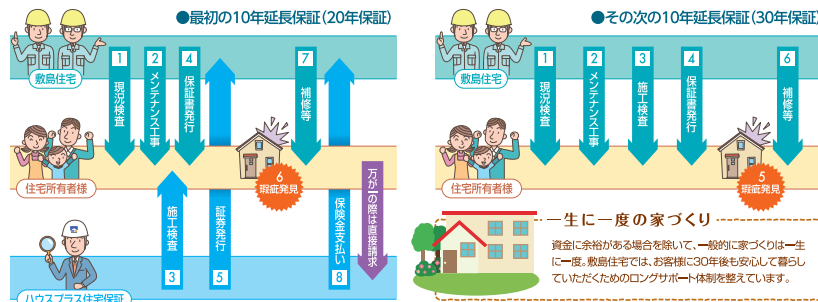 ●最初の10年延長保証(20年保証)
敷島住宅
1
現況検査
2
メンテナンス工事
4
保証書発行
7
補修等
住宅所有者様
6
瑕疵発見
施工検査
3
証券発行
5
保険金支払い
8
万が一の際は直接請求
ハウスプラス住宅保証
●その次の10年延長保証(30年保証)
敷島住宅
1
現況検査
2
メンテナンス工事
3
施工検査
4
保証書発行
6
補修等
住宅所有者様
5
瑕疵発見
一生に一度の家づくり
資金に余裕がある場合を除いて、一般的に家づくりは一生
に一度。敷島住宅では、お客様に30年後も安心して暮らし
ていただくためのロングサポート体制を整えています。